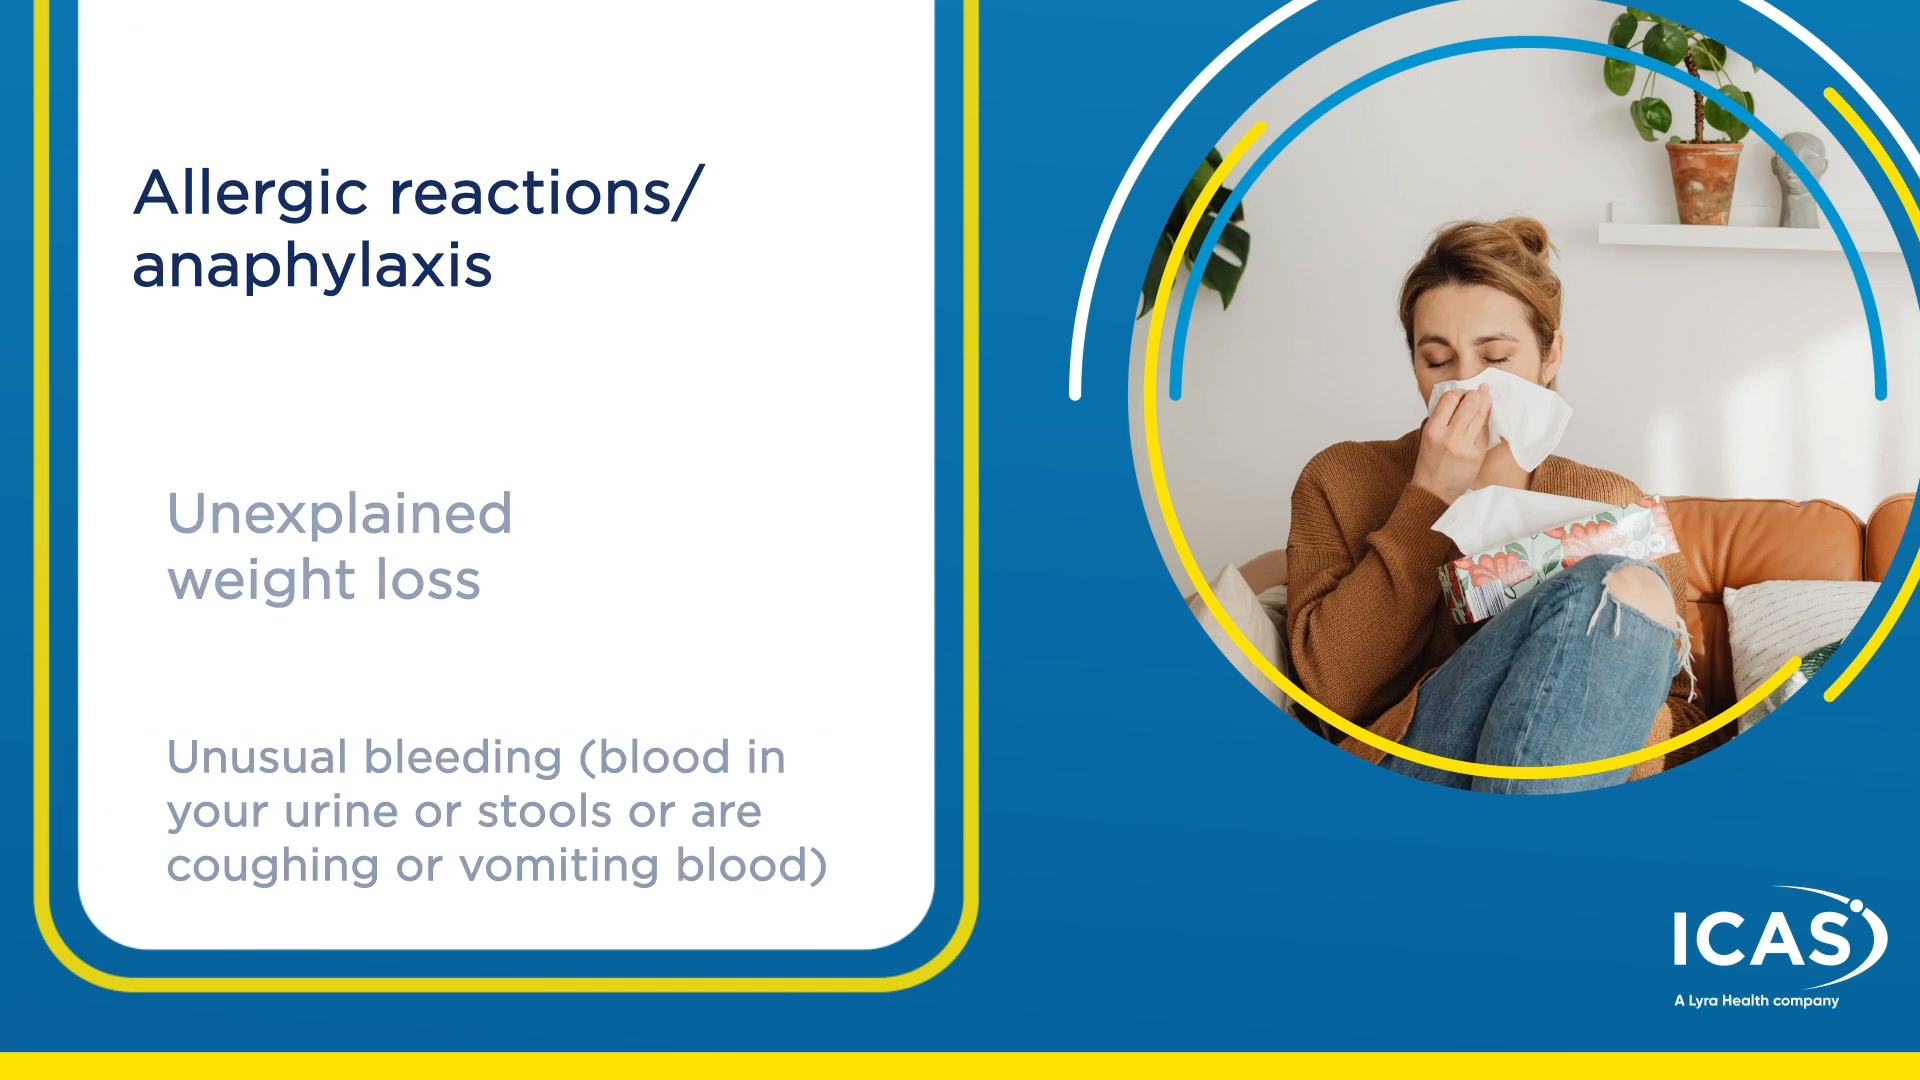 Allergic reactions/
anaphylaxis
Unexplained
weight loss
Unusual bleeding (blood in
your urine or stools or are
coughing or vomiting blood)
ICAS
A Lyra Health company